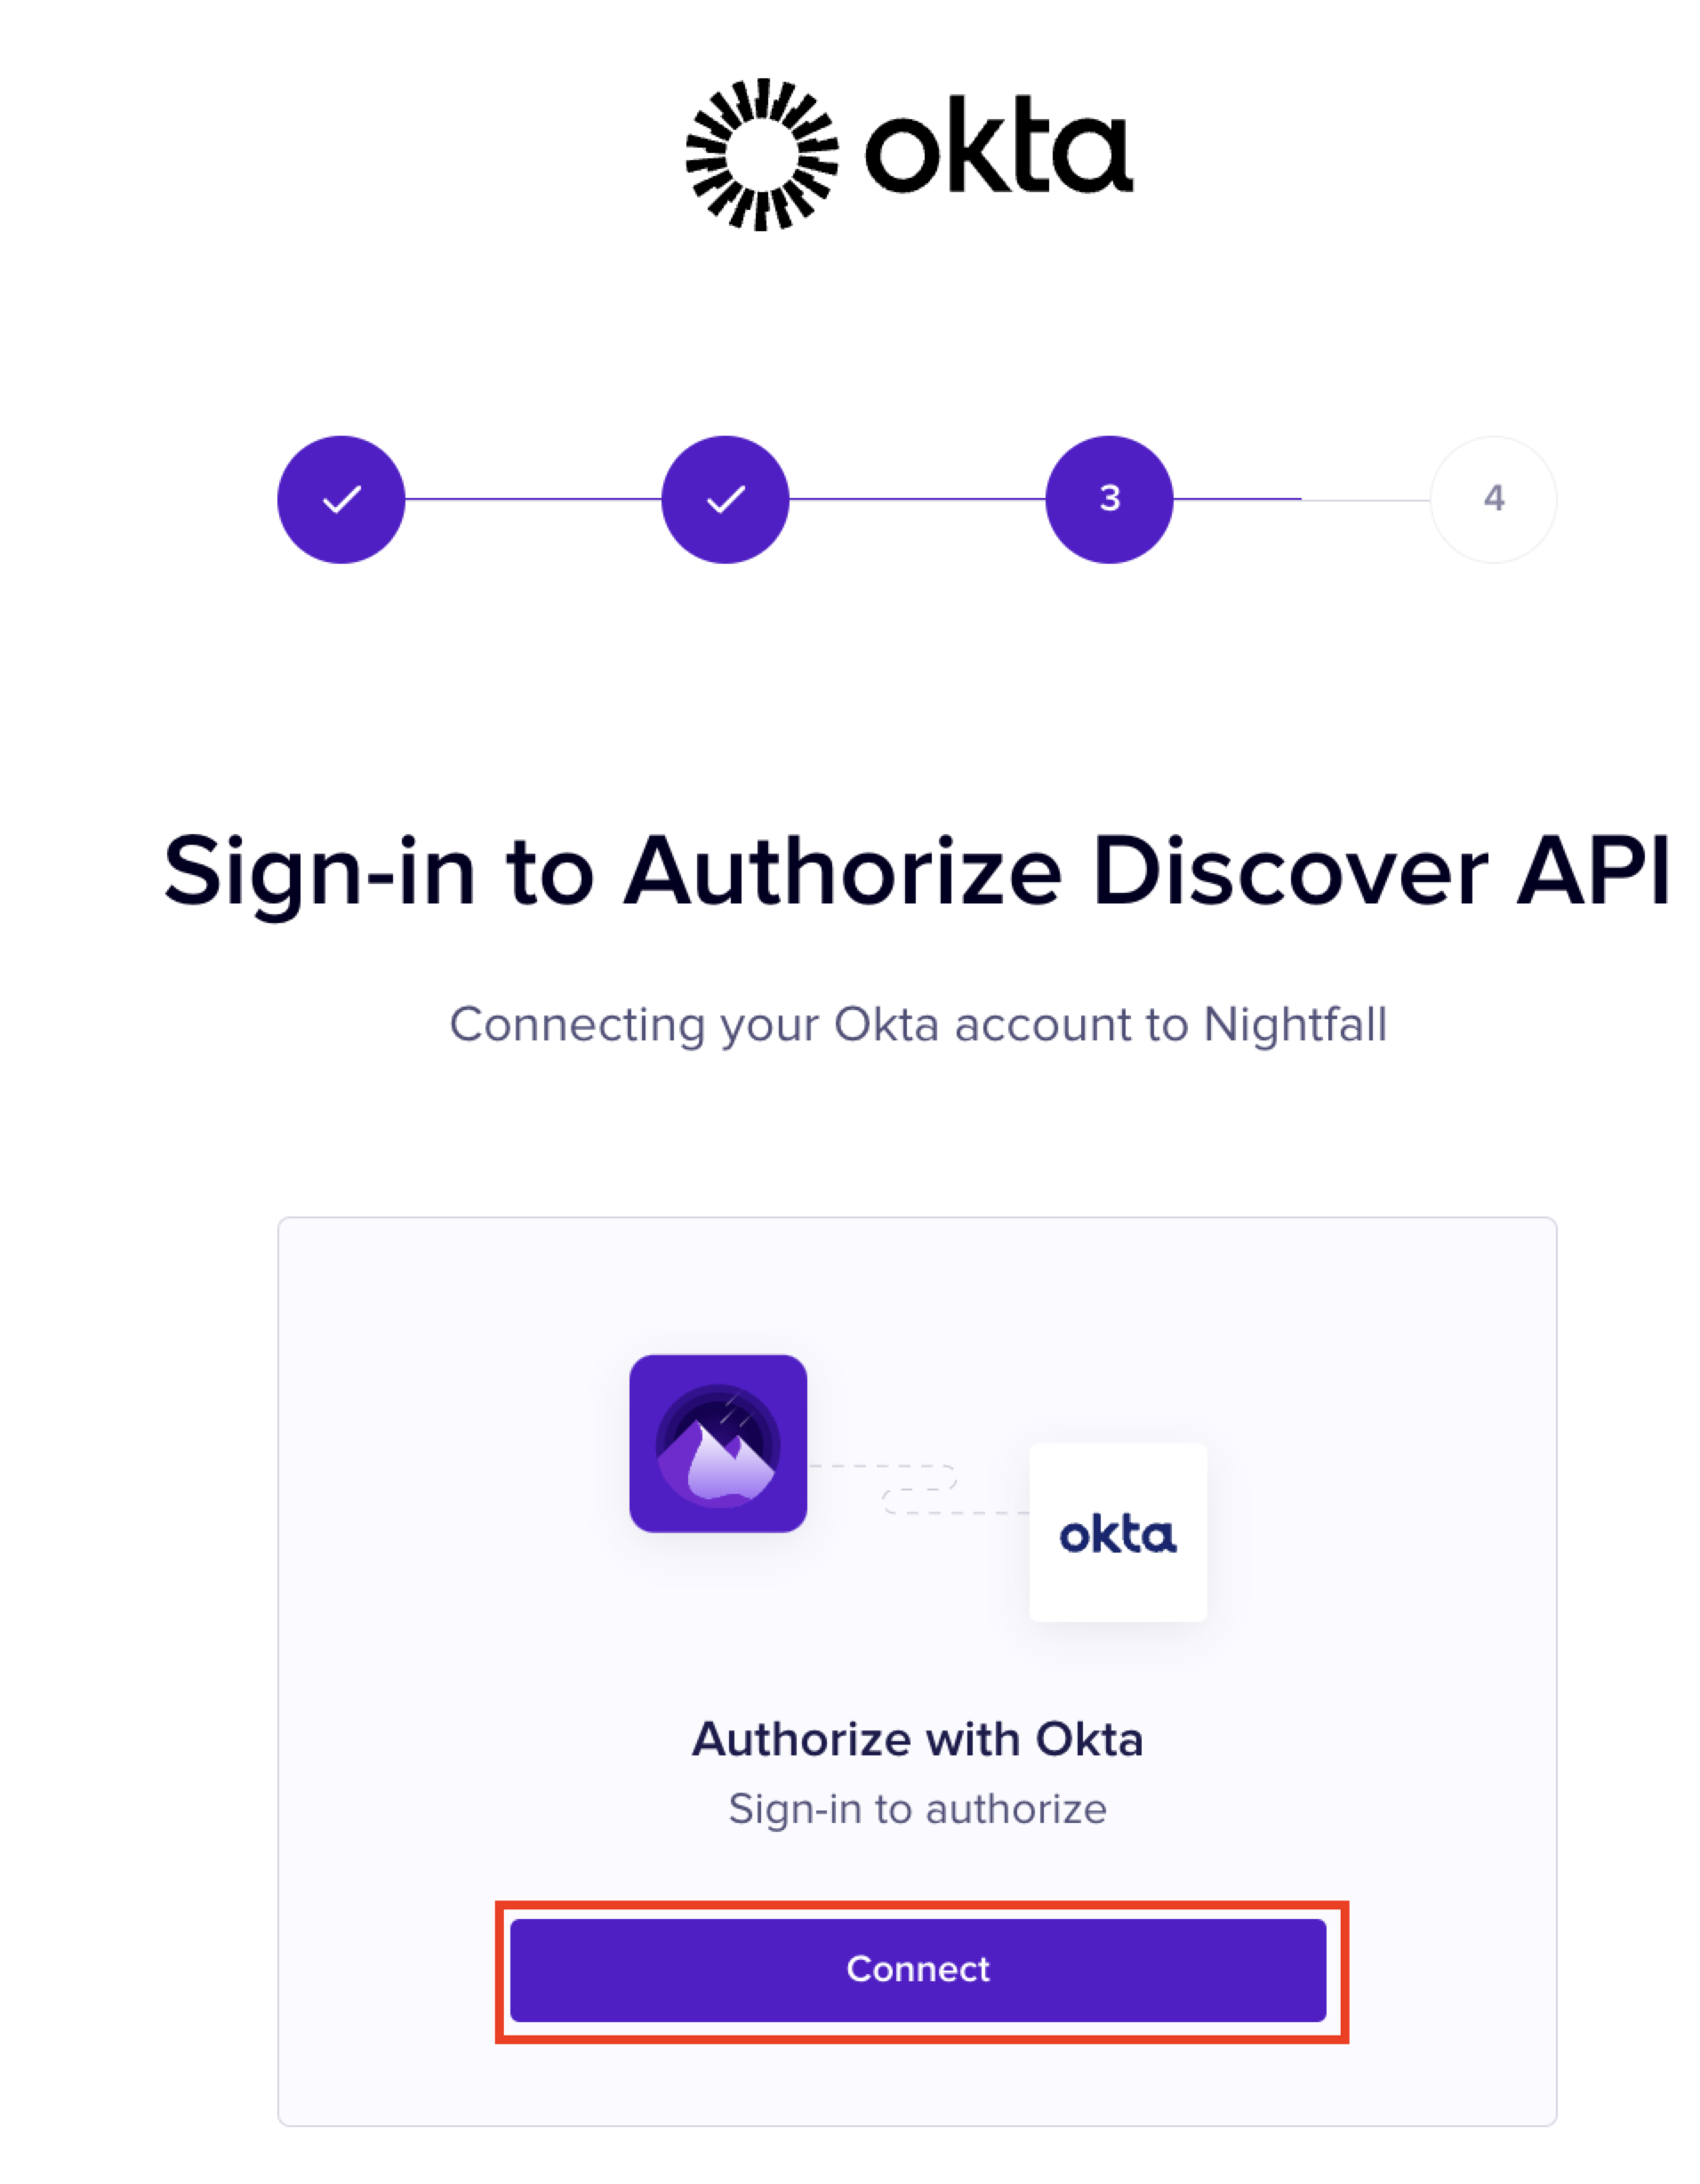 okta
3
4
Sign-in to Authorize Discover API
Connecting your Okta account to Nightfall
okta
Authorize with Okta
Sign-in to authorize
Connect